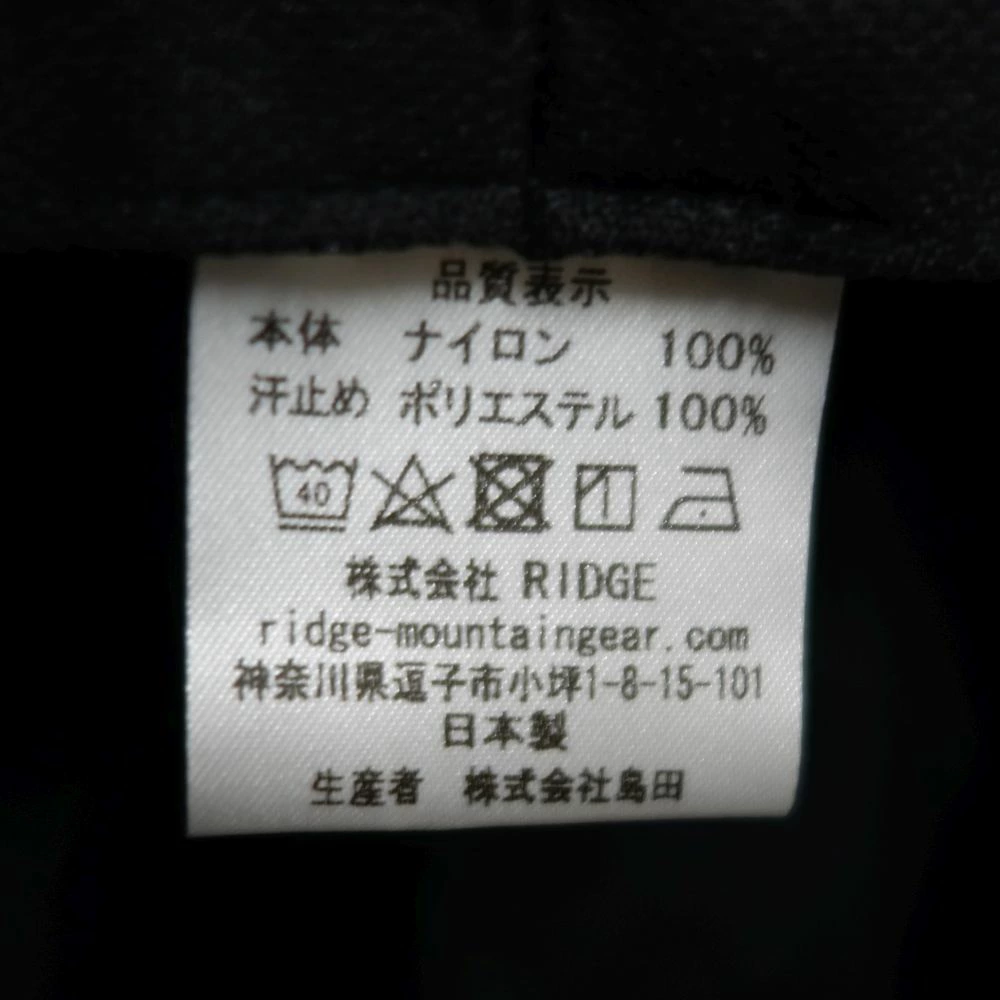 品質表示
本体 ナイロン 100%
汗止め ポリエステル 100%
40
株式会社 RIDGE
ridge-mountaingear.com
神奈川県逗子市小坪1-8-15-101
日本製
生産者 株式会社島田